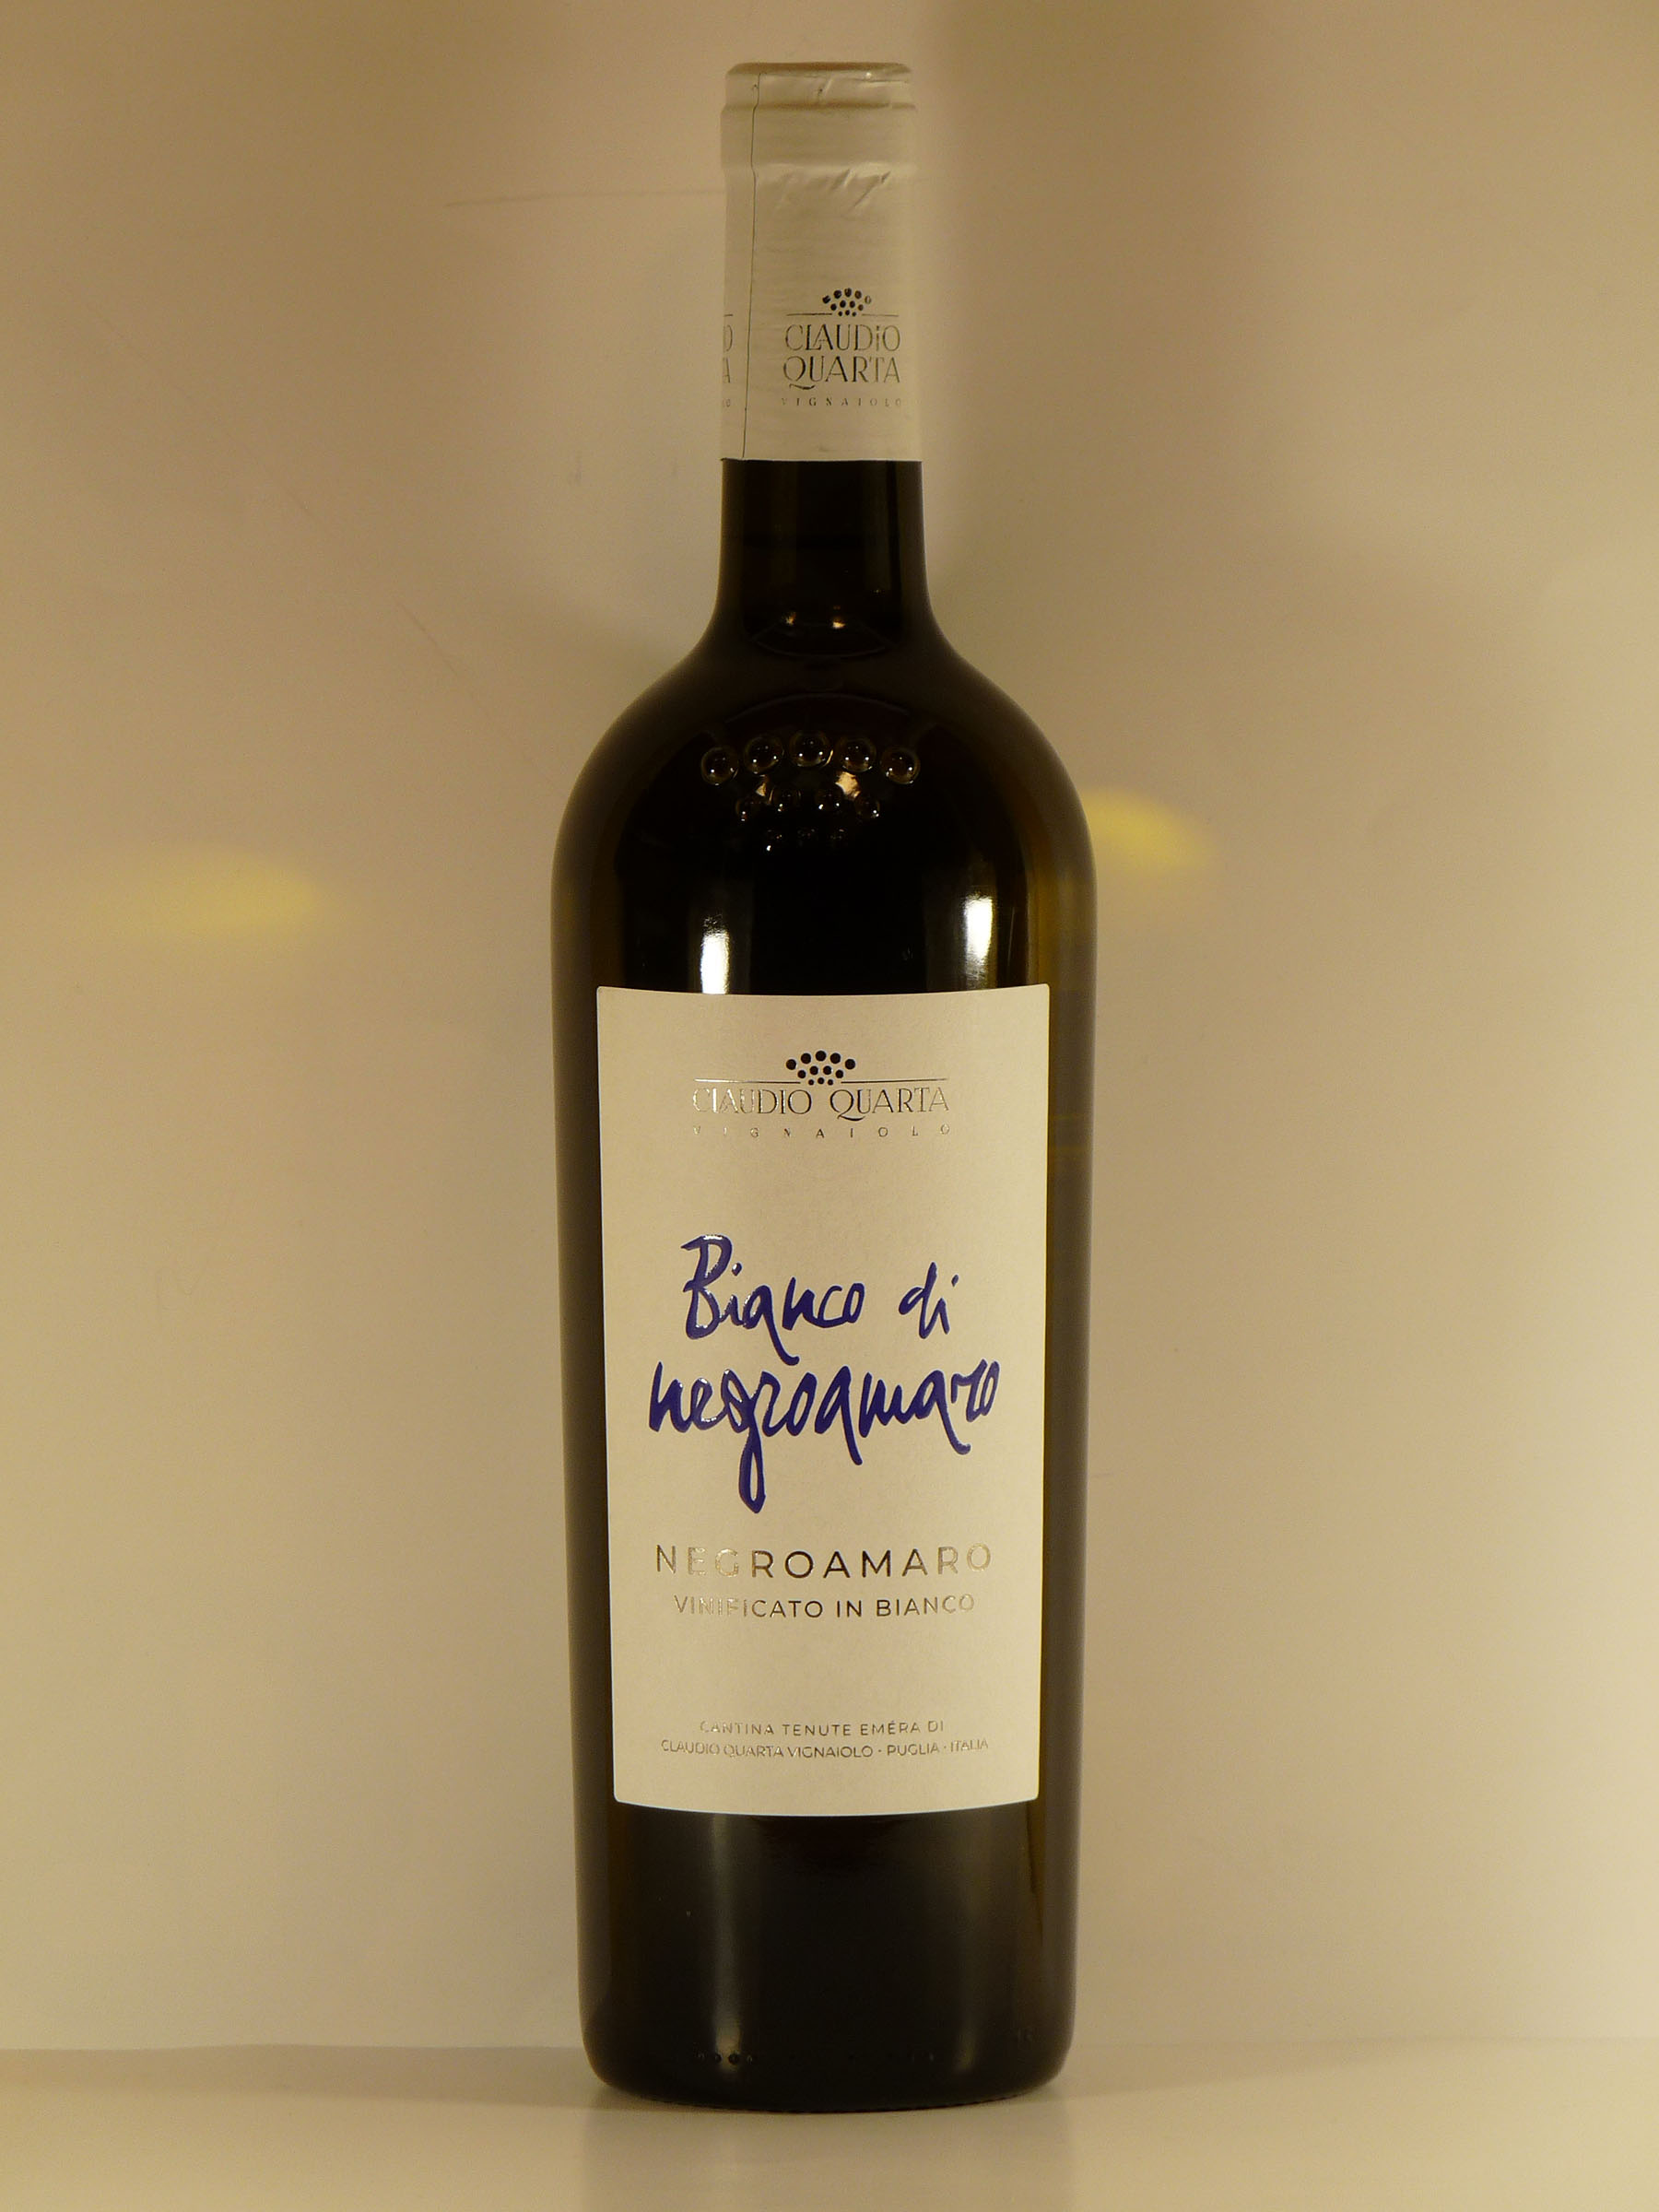 CLAUDiO
QUARTA
VIGNAIOLO
CLAUDIO QUARTA
VIGNAIOLO
Bianco di
negroamaro
NEGROAMARO
VINIFICATO IN BIANCO
CANTINA TENUTE EMÉRA DI
CLAUDIO QUARTA VIGNAIOLO · PUGLIA · ITALIA